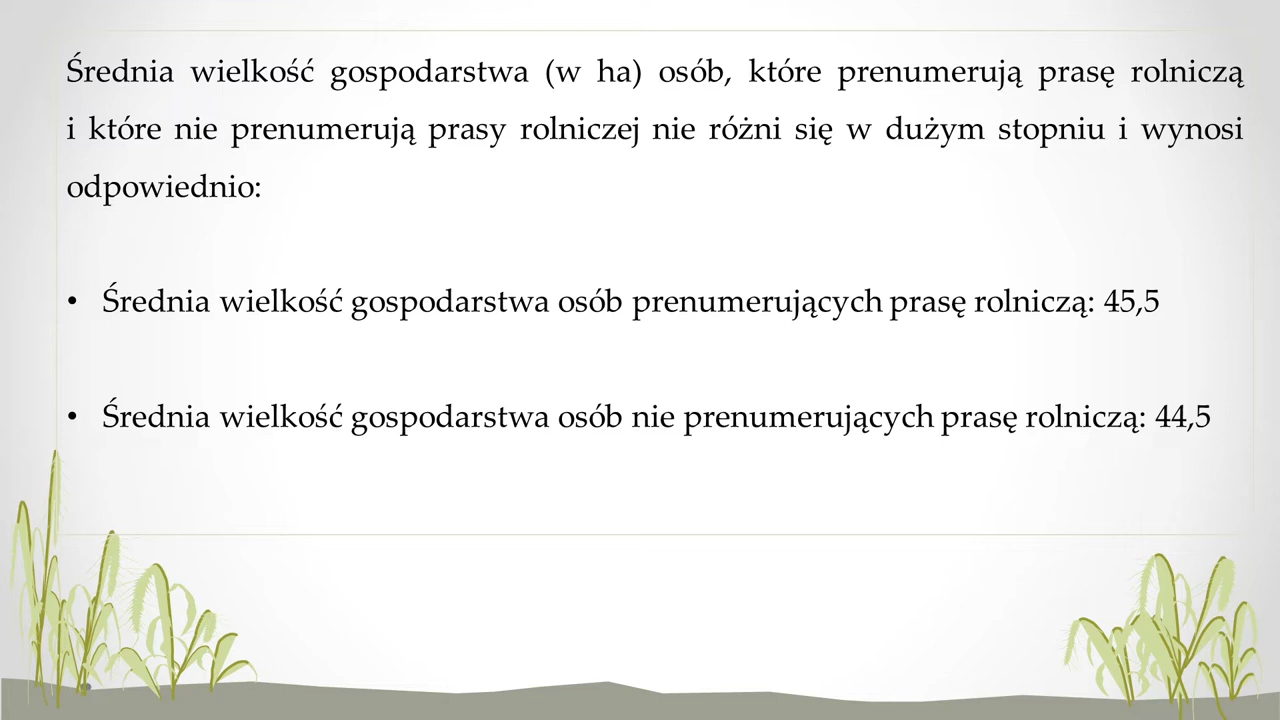 Średnia wielkość gospodarstwa (w ha) osób, które prenumerują prasę rolniczą
i które nie prenumerują prasy rolniczej nie różni się w dużym stopniu i wynosi
odpowiednio:
• Średnia wielkość gospodarstwa osób prenumerujących prasę rolniczą: 45,5
• Średnia wielkość gospodarstwa osób nie prenumerujących prasę rolniczą: 44,5